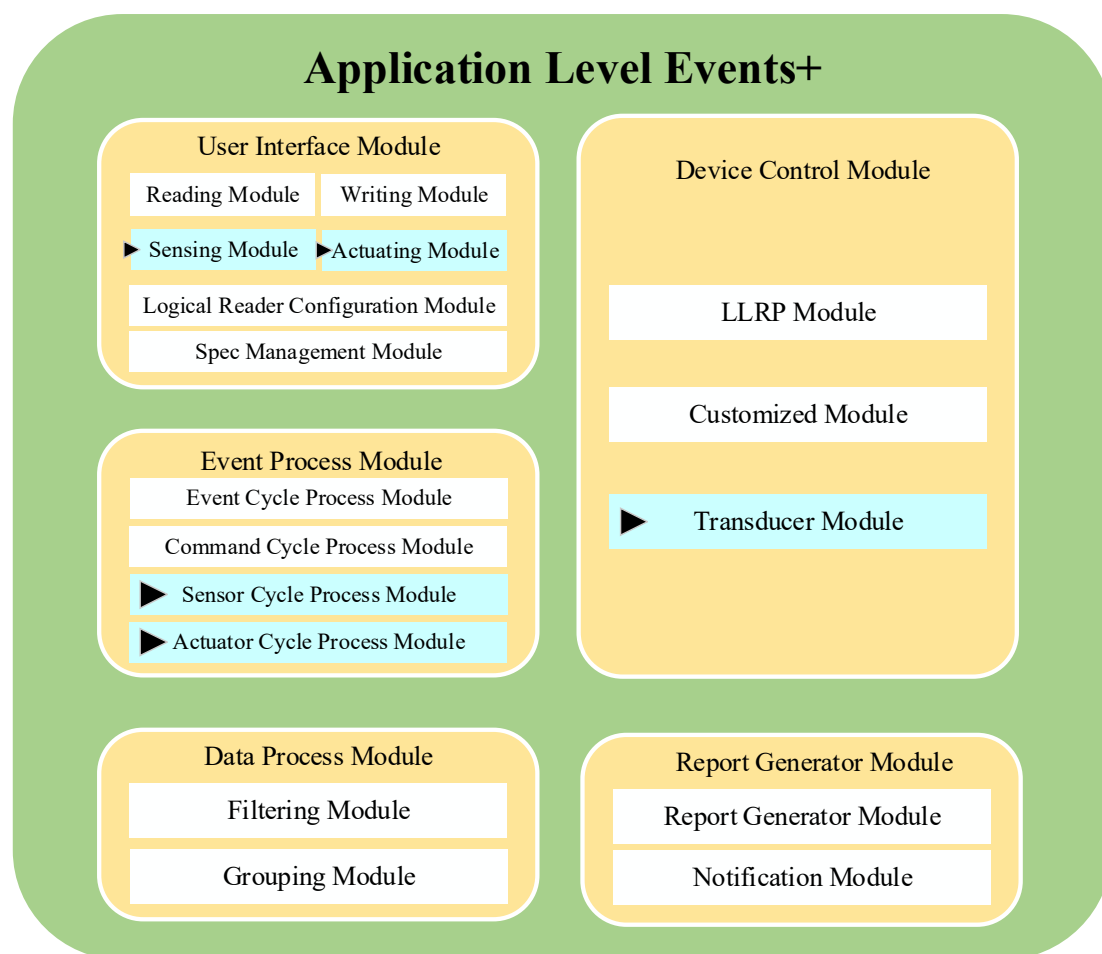 Application Level Events+
User Interface Module
Reading Module
Writing Module
Sensing Module
Actuating Module
Logical Reader Configuration Module
Spec Management Module
Device Control Module
LLRP Module
Customized Module
Transducer Module
Event Process Module
Event Cycle Process Module
Command Cycle Process Module
Sensor Cycle Process Module
Actuator Cycle Process Module
Data Process Module
Filtering Module
Grouping Module
Report Generator Module
Report Generator Module
Notification Module